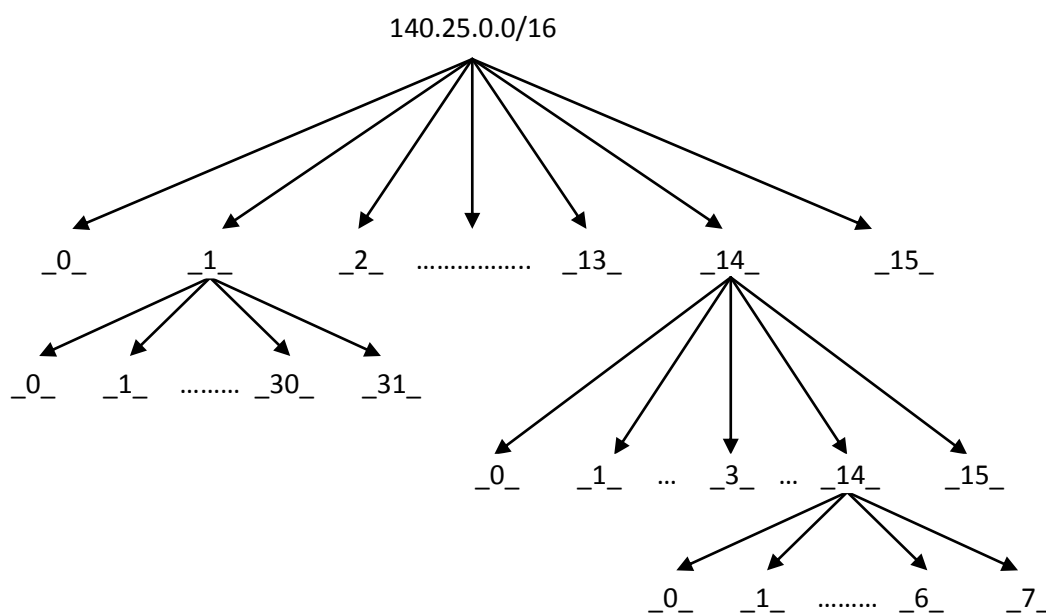 140.25.0.0/16
_0_ _1_ _2_ ................. _13_ _14_ _15_
_0_ _1_ ......... _30_ _31_
_0_ _1_ ... _3_ ... _14_ _15_
_0_ _1_ ......... _6_ _7_